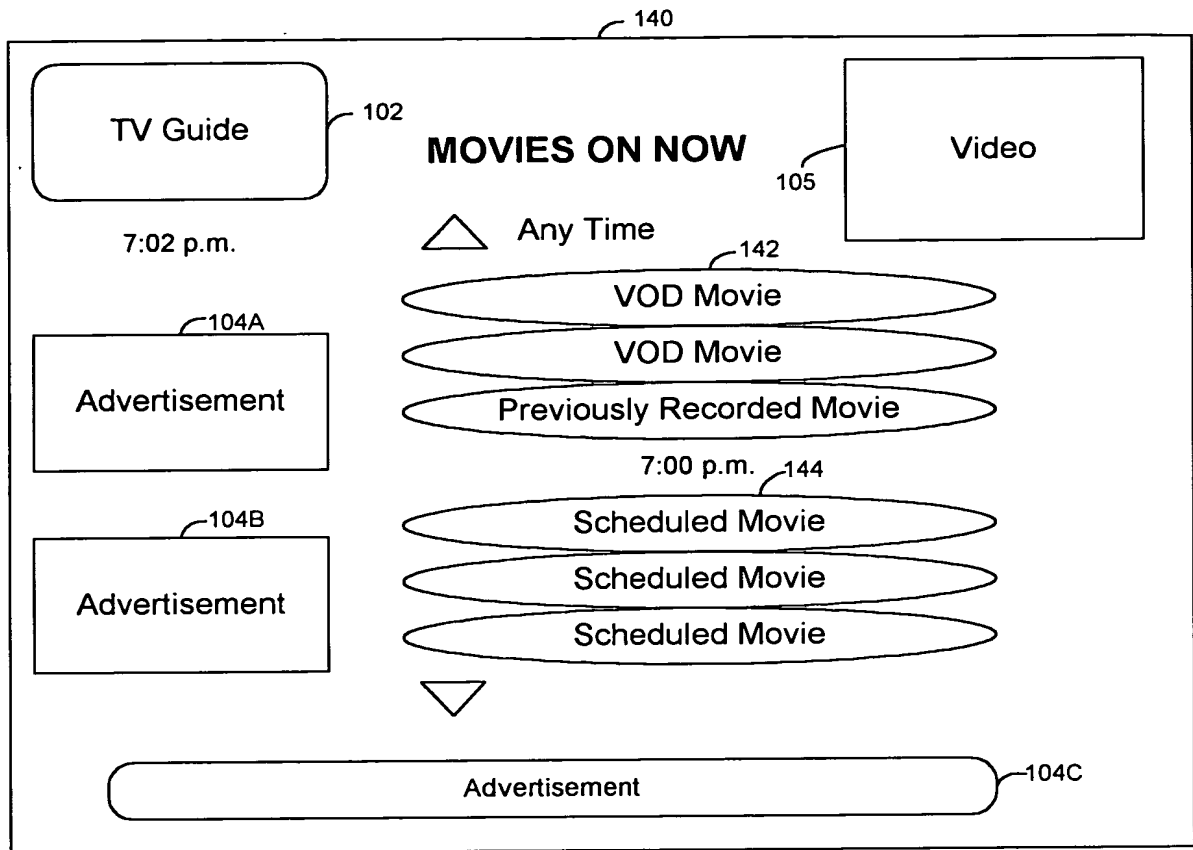 140
TV Guide
102
MOVIES ON NOW
Video
105
7:02 p.m.
Any Time
142
VOD Movie
VOD Movie
Previously Recorded Movie
104A
Advertisement
7:00 p.m.
144
Scheduled Movie
Scheduled Movie
Scheduled Movie
104B
Advertisement
Advertisement
104C